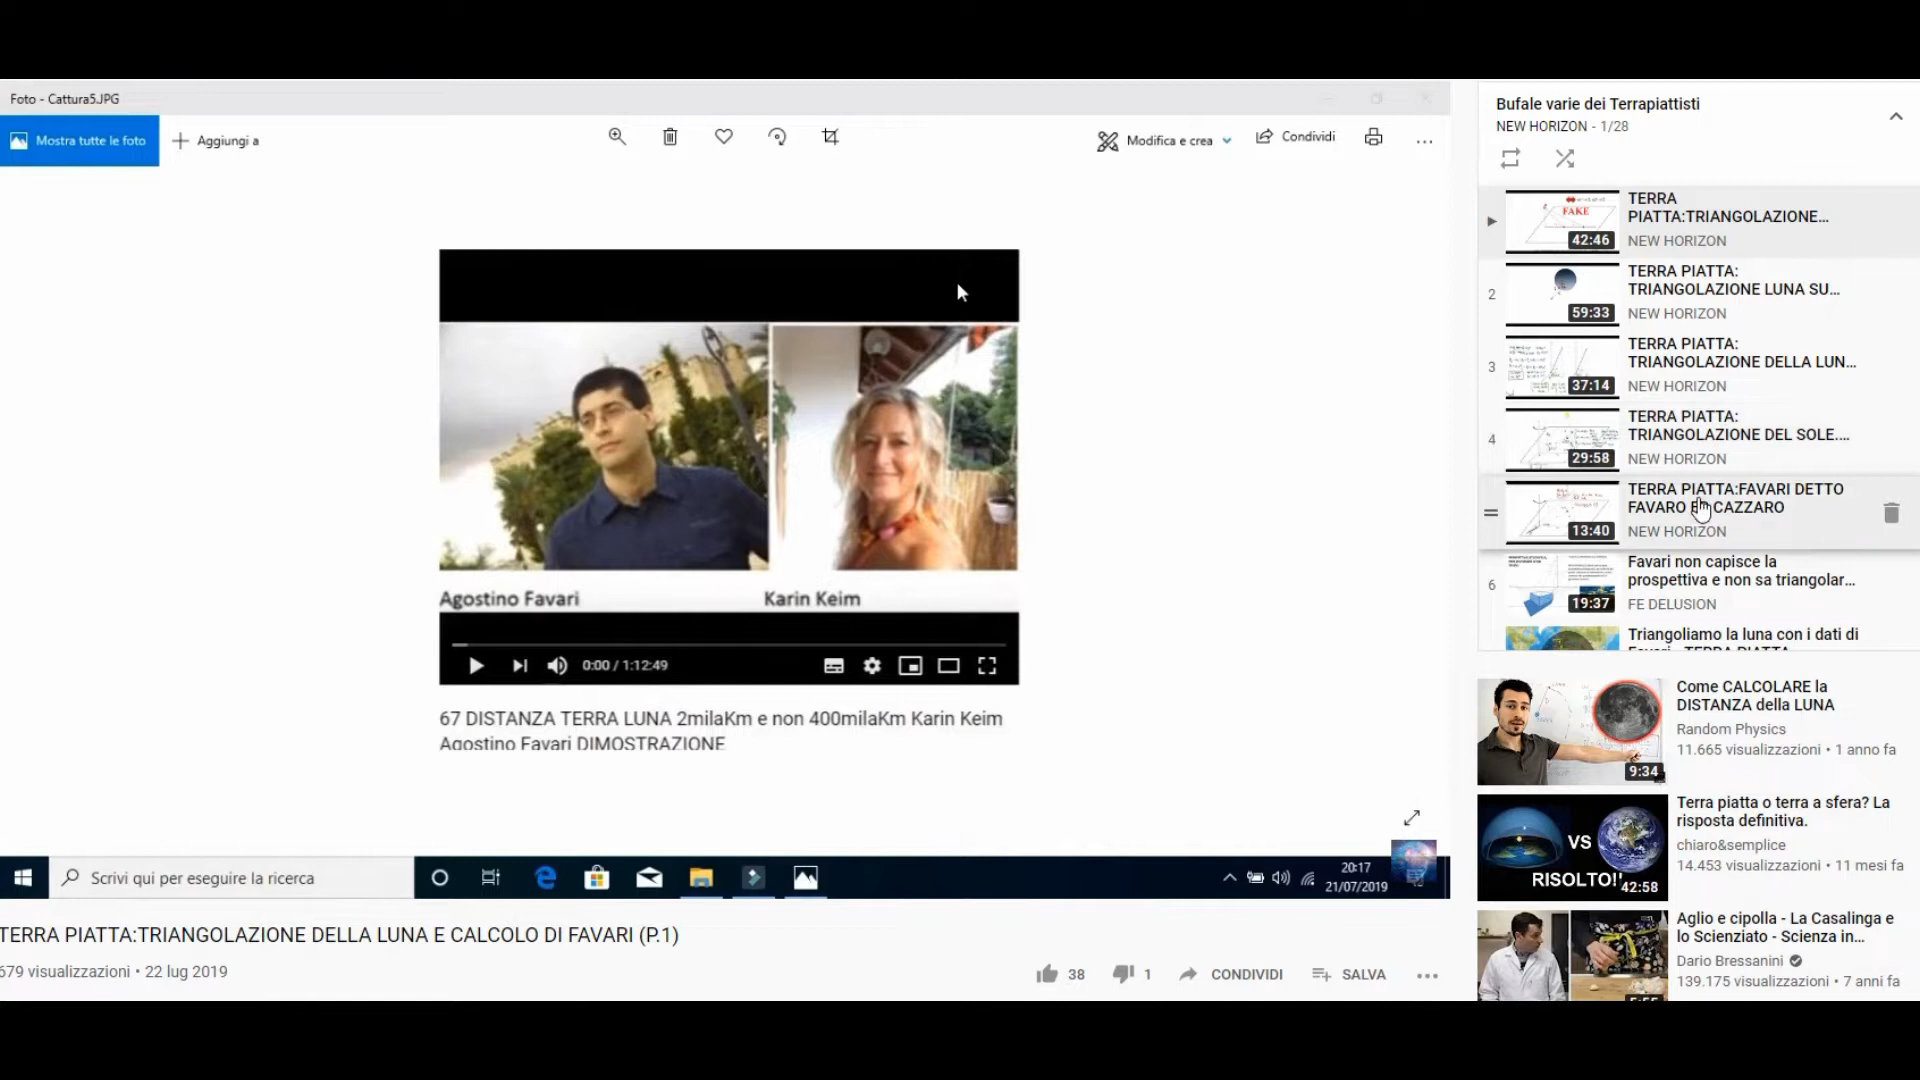 Foto - Cattura5.JPG
Mostra tutte le foto
Aggiungi a
Modifica e crea
Condividi
Agostino Favari
Karin Keim
0:00 / 1:12:49
67 DISTANZA TERRA LUNA 2milaKm e non 400milaKm Karin Keim
Agostino Favari DIMOSTRAZIONE
Scrivi qui per eseguire la ricerca
20:17
21/07/2019
TERRA PIATTA:TRIANGOLAZIONE DELLA LUNA E CALCOLO DI FAVARI (P.1)
679 visualizzazioni • 22 lug 2019
38
1
CONDIVIDI
SALVA
Bufale varie dei Terrapiattisti
NEW HORIZON - 1/28
FAKE
42:46
TERRA
PIATTA:TRIANGOLAZIONE...
NEW HORIZON
2
59:33
TERRA PIATTA:
TRIANGOLAZIONE LUNA SU...
NEW HORIZON
3
37:14
TERRA PIATTA:
TRIANGOLAZIONE DELLA LUN...
NEW HORIZON
4
29:58
TERRA PIATTA:
TRIANGOLAZIONE DEL SOLE....
NEW HORIZON
13:40
TERRA PIATTA:FAVARI DETTO
FAVARO CAZZARO
NEW HORIZON
6
19:37
Favari non capisce la
prospettiva e non sa triangolar...
FE DELUSION
Triangoliamo la luna con i dati di
9:34
Come CALCOLARE la
DISTANZA della LUNA
Random Physics
11.665 visualizzazioni • 1 anno fa
VS
RISOLTO!!
42:58
Terra piatta o terra a sfera? La
risposta definitiva.
chiaro&semplice
14.453 visualizzazioni • 11 mesi fa
Aglio e cipolla - La Casalinga e
lo Scienziato - Scienza in...
Dario Bressanini
139.175 visualizzazioni • 7 anni fa